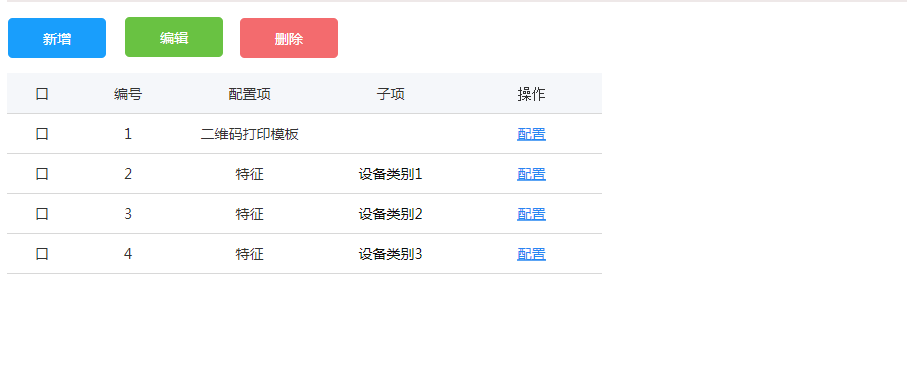 新增 编辑 删除
口 编号 配置项 子项 操作
口 1 二维码打印模板 配置
口 2 特征 设备类别1 配置
口 3 特征 设备类别2 配置
口 4 特征 设备类别3 配置